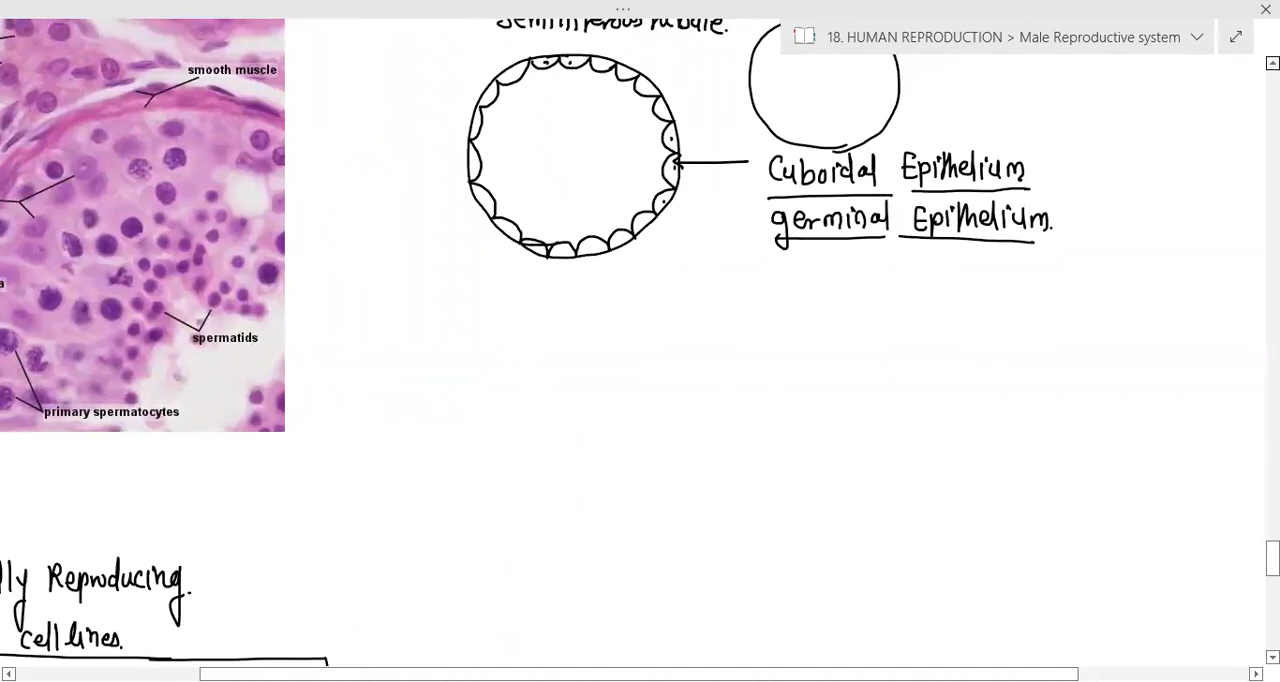 ...
18. HUMAN REPRODUCTION > Male Reproductive system
smooth muscle
Cuboidal Epithelium
germinal Epithelium.
spermatids
primary spermatocytes
lly Reproducing.
cell lines.